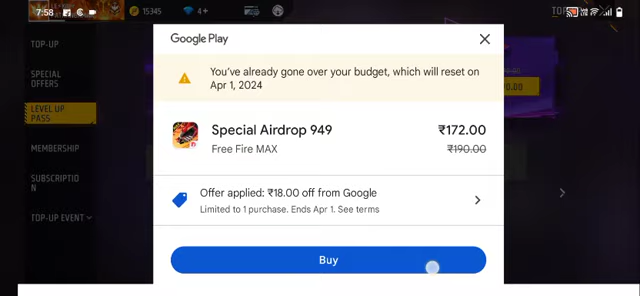 7:58
15345
4+
TOP-UP
SPECIAL
OFFERS
LEVEL UP
PASS
MEMBERSHIP
SUBSCRIPTIO
N
TOP-UP EVENT
Google Play
You've already gone over your budget, which will reset on
Apr 1, 2024
Special Airdrop 949
₹172.00
Free Fire MAX
₹190.00
Offer applied: ₹18.00 off from Google
Limited to 1 purchase. Ends Apr 1. See terms
Buy